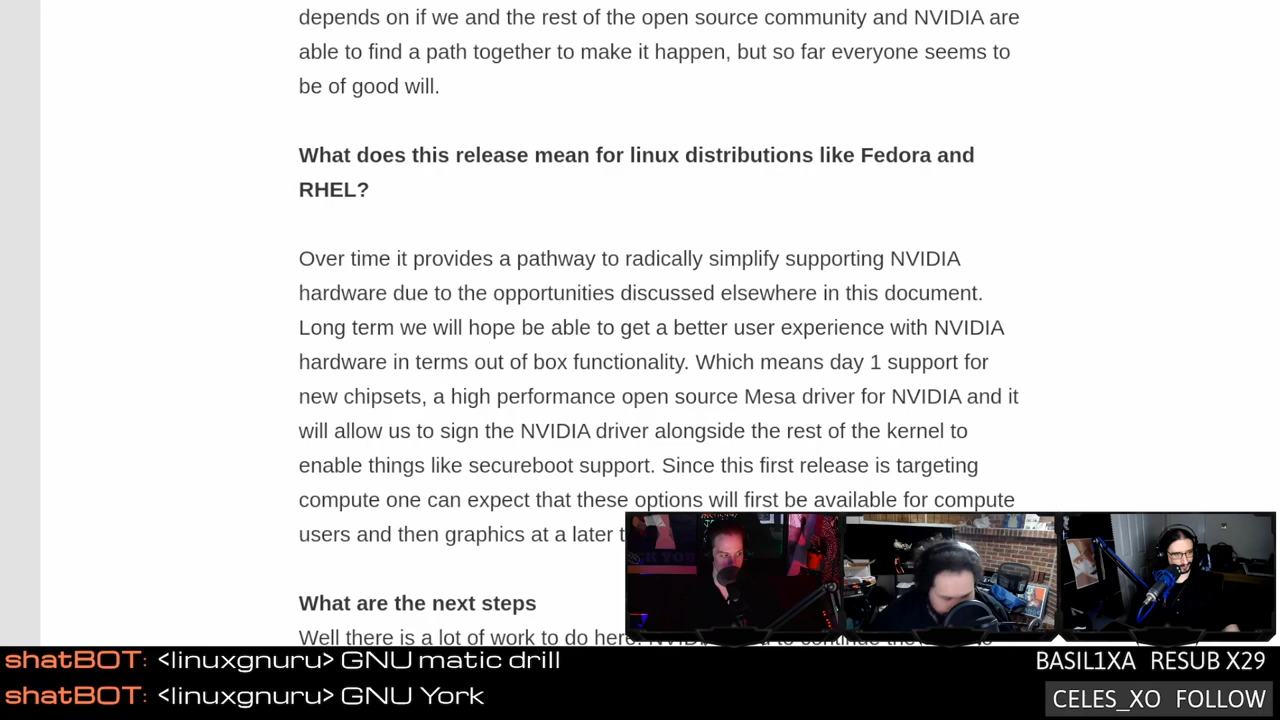 depends on if we and the rest of the open source community and NVIDIA are
able to find a path together to make it happen, but so far everyone seems to
be of good will.
What does this release mean for linux distributions like Fedora and
RHEL?
Over time it provides a pathway to radically simplify supporting NVIDIA
hardware due to the opportunities discussed elsewhere in this document.
Long term we will hope be able to get a better user experience with NVIDIA
hardware in terms out of box functionality. Which means day 1 support for
new chipsets, a high performance open source Mesa driver for NVIDIA and it
will allow us to sign the NVIDIA driver alongside the rest of the kernel to
enable things like secureboot support. Since this first release is targeting
compute one can expect that these options will first be available for compute
users and then graphics at a later
What are the next steps
Well there is a lot of work to do here.
shatBOT: <linuxgnuru> GNU matic drill
shatBOT: <linuxgnuru> GNU York
BASIL1XA RESUB X29
CELES_XO FOLLOW